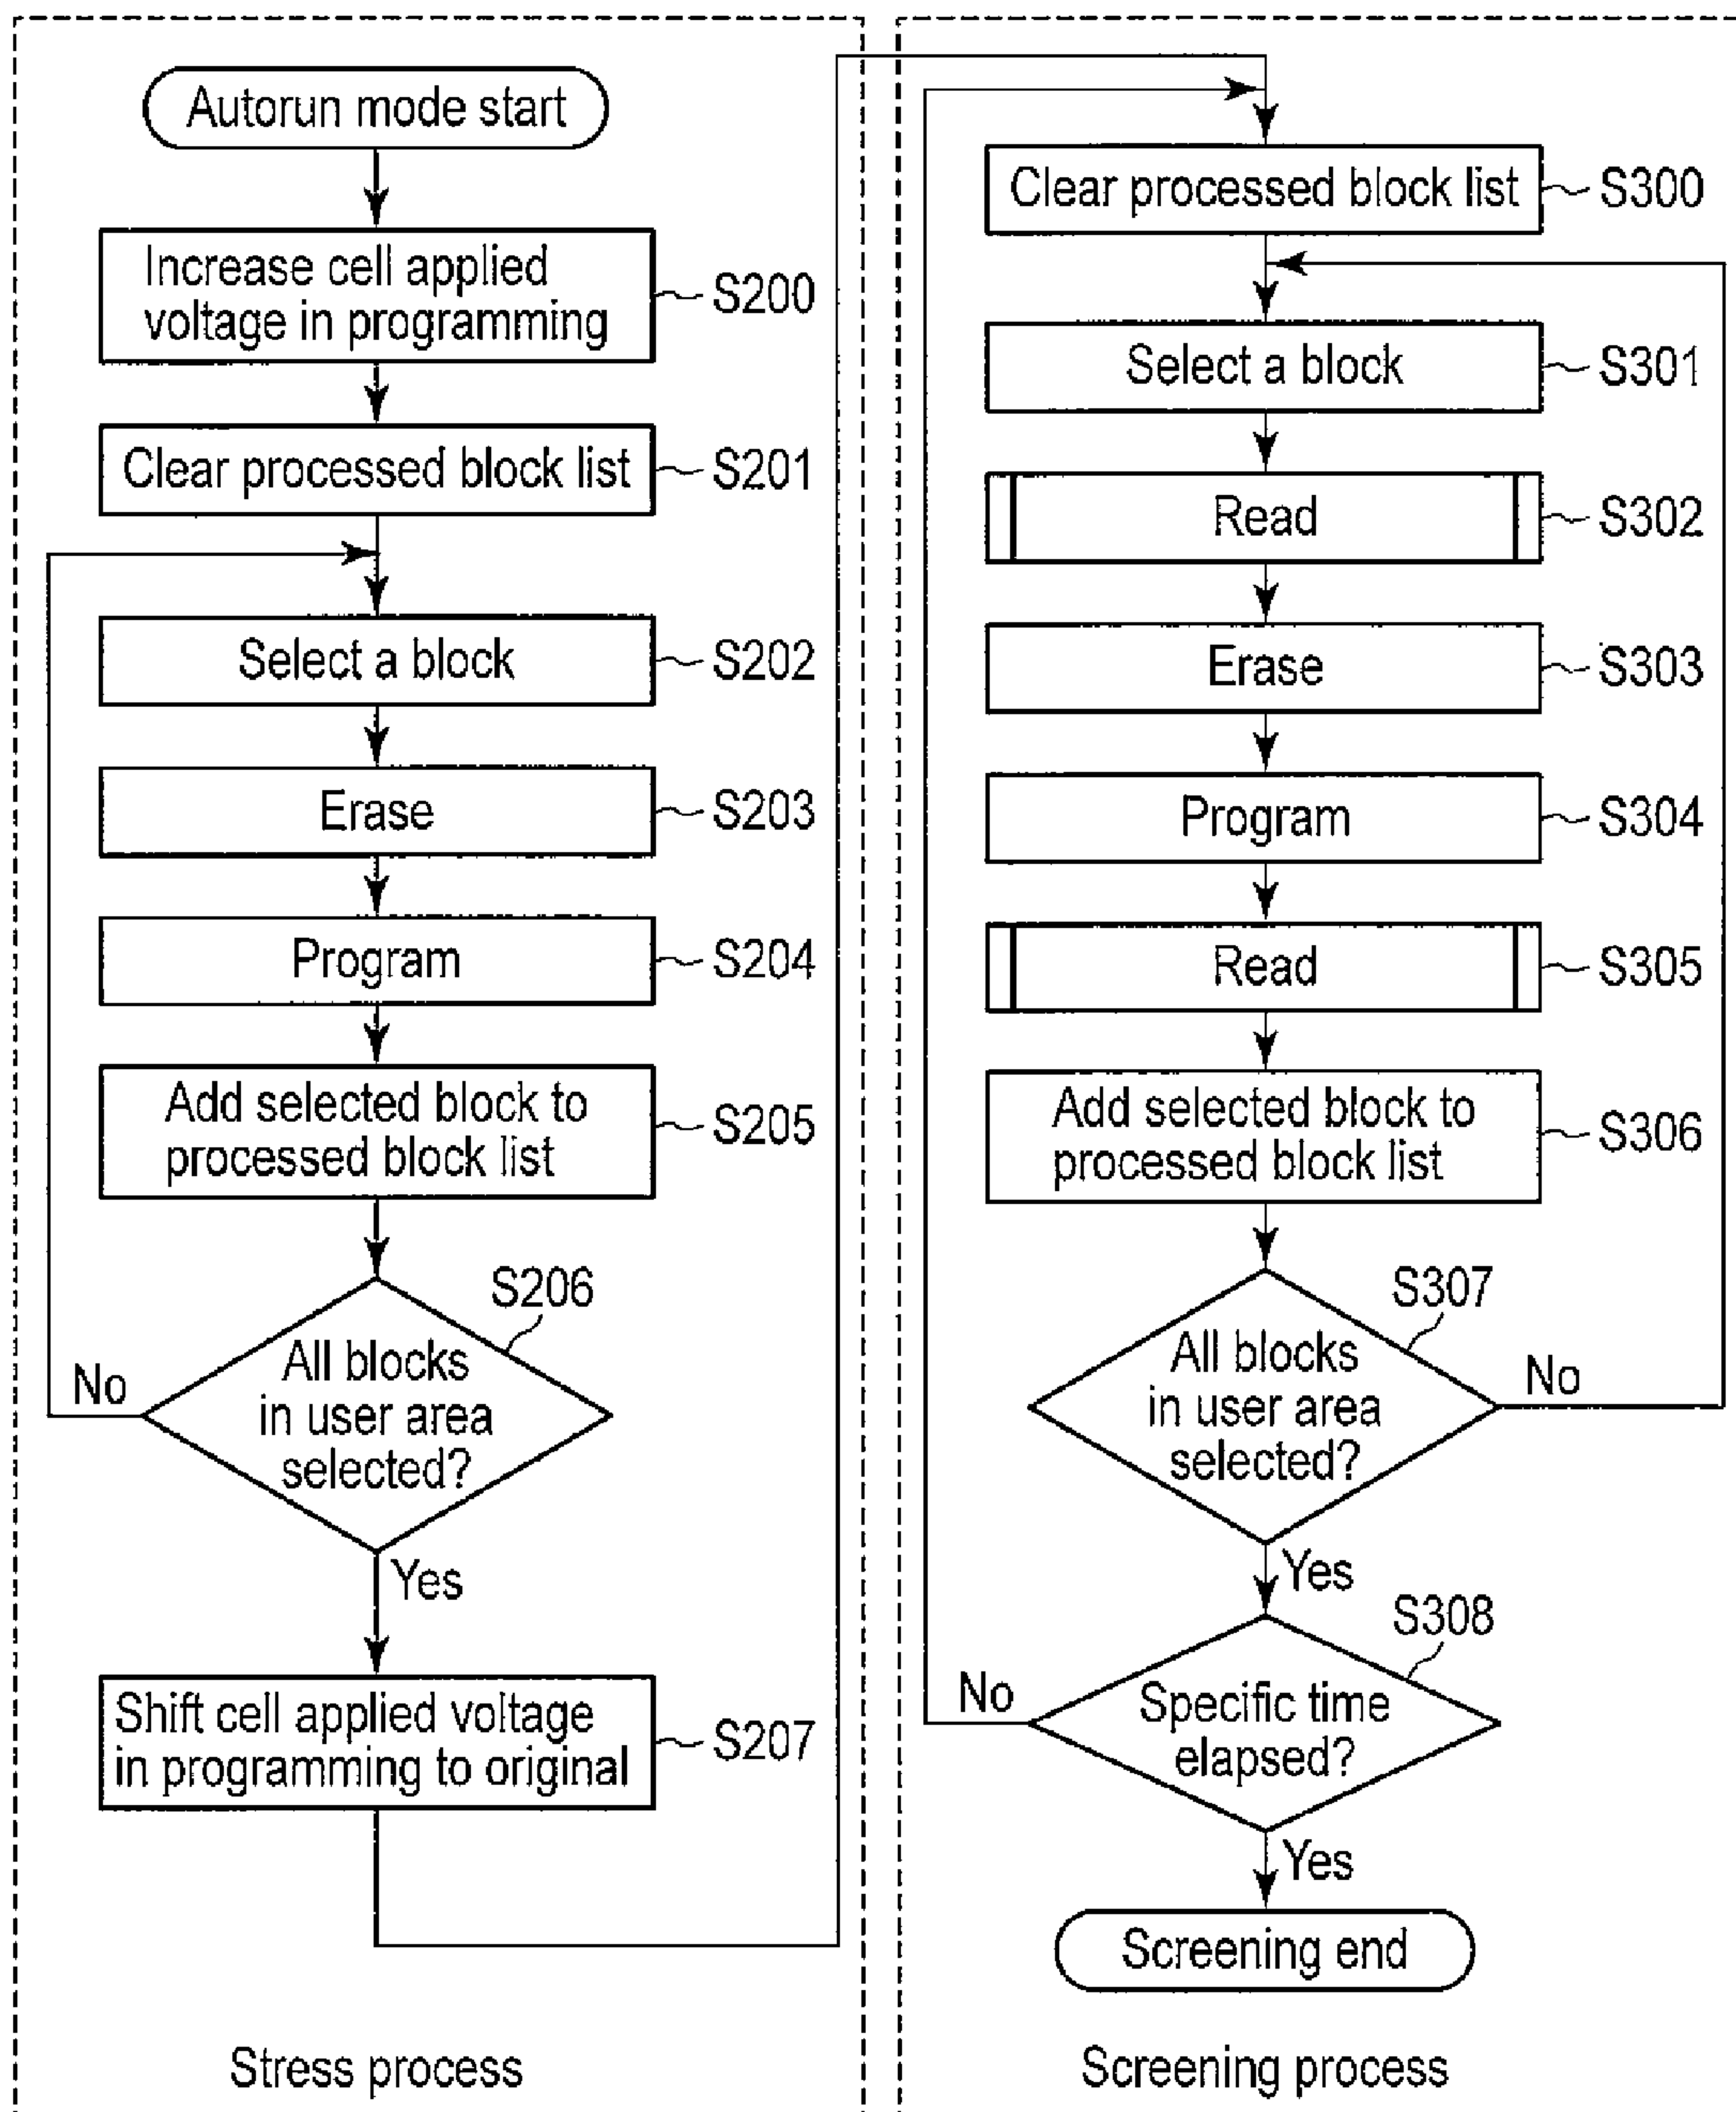 Autorun mode start
Increase cell applied
voltage in programming
S200
Clear processed block list
S201
Select a block
S202
Erase
S203
Program
S204
Add selected block to
processed block list
S205
S206
All blocks
in user area
selected?
No
Yes
Shift cell applied voltage
in programming to original
S207
Stress process
Clear processed block list
S300
Select a block
S301
Read
S302
Erase
S303
Program
S304
Read
S305
Add selected block to
processed block list
S306
S307
All blocks
in user area
selected?
No
Yes
S308
Specific time
elapsed?
No
Yes
Screening end
Screening process